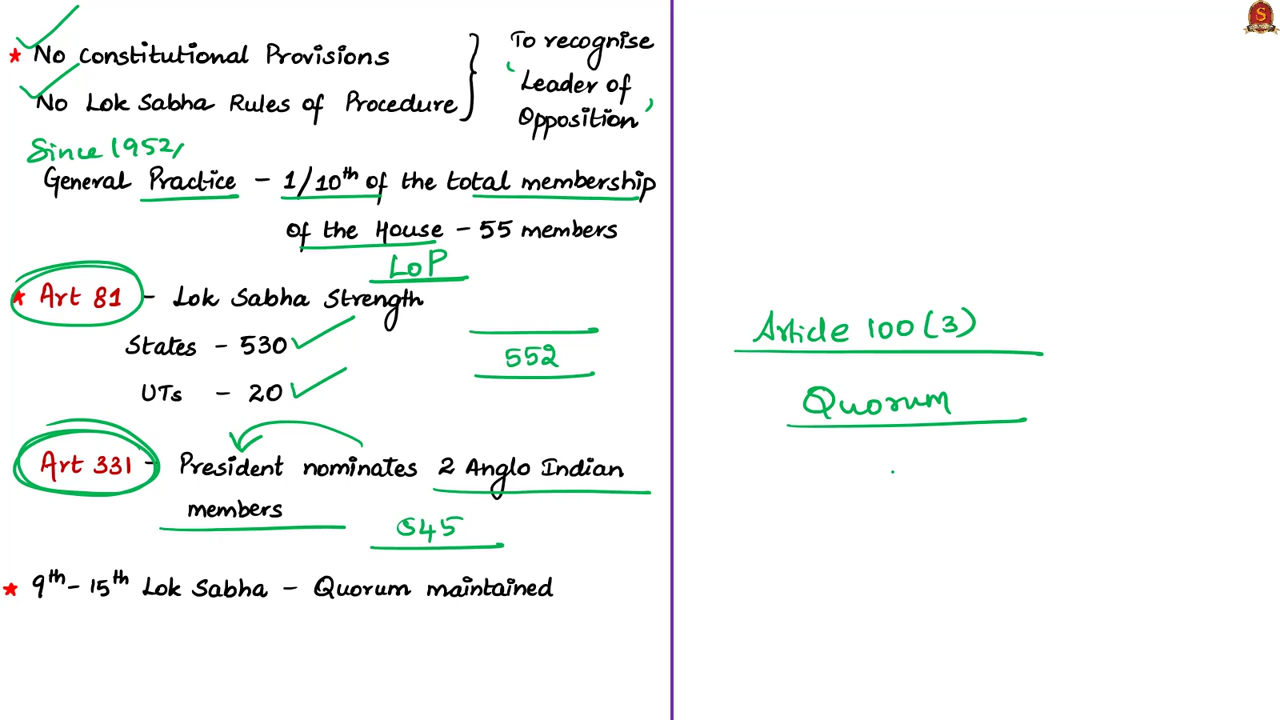 ★ No Constitutional Provisions
No Lok Sabha Rules of Procedure
To recognise
'Leader of
Opposition'
Since 1952,
General Practice - 1/10th of the total membership
of the House - 55 members
LoP
★ Art 81 - Lok Sabha Strength
States - 530
UTs - 20
552
Art 331 - President nominates 2 Anglo Indian
members
545
★ 9th - 15th Lok Sabha - Quorum maintained
Article 100(3)
Quorum
S